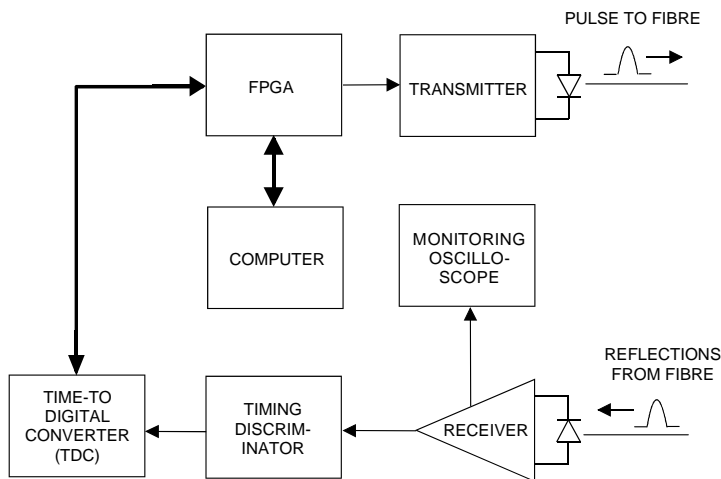 PULSE TO FIBRE
FPGA
TRANSMITTER
COMPUTER
MONITORING
OSCILLO-
SCOPE
REFLECTIONS
FROM FIBRE
TIME-TO
DIGITAL
CONVERTER
(TDC)
TIMING
DISCRIM-
INATOR
RECEIVER